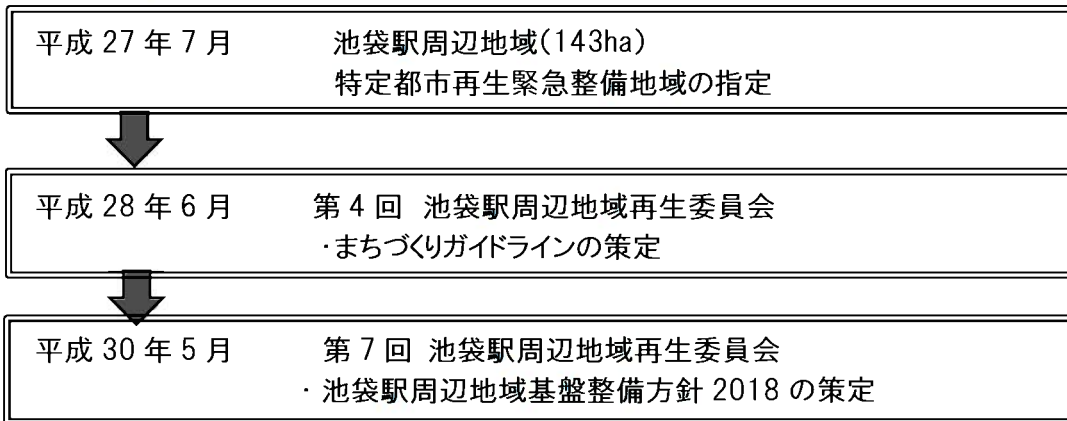 平成 27 年 7 月 池袋駅周辺地域(143ha)
特定都市再生緊急整備地域の指定
平成 28 年 6 月 第 4 回 池袋駅周辺地域再生委員会
・まちづくりガイドラインの策定
平成 30 年 5 月 第 7 回 池袋駅周辺地域再生委員会
・ 池袋駅周辺地域基盤整備方針 2018 の策定